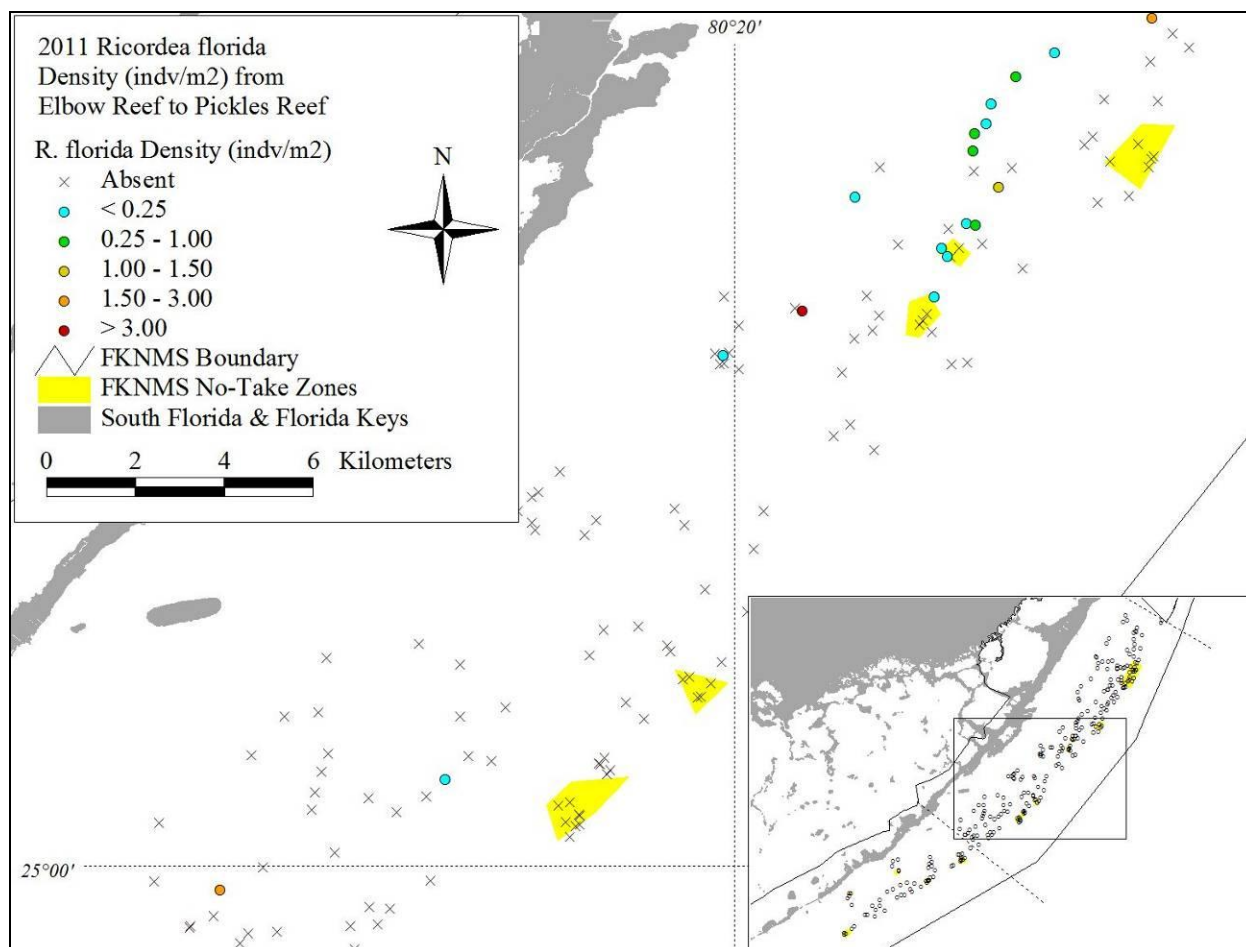 2011 Ricordea florida
Density (indv/m2) from
Elbow Reef to Pickles Reef
R. florida Density (indv/m2)
Absent
< 0.25
0.25 - 1.00
1.00 - 1.50
1.50 - 3.00
> 3.00
FKNMS Boundary
FKNMS No-Take Zones
South Florida & Florida Keys
0 2 4 6 Kilometers
N
80°20'
25°00'